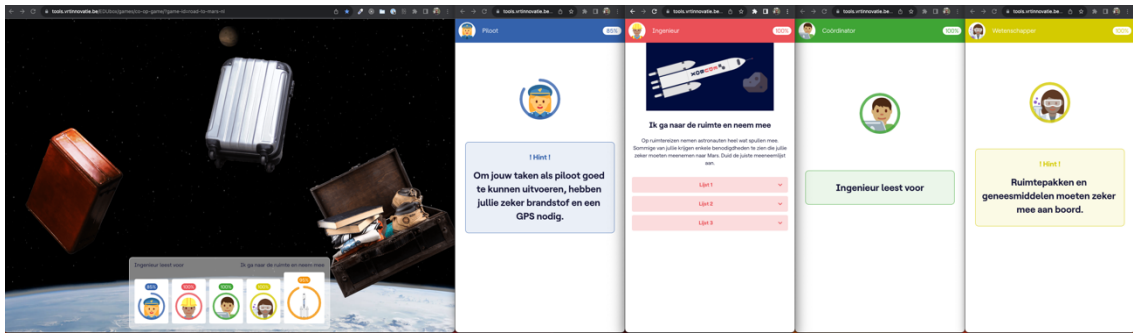 tools.vrtinnovatie.be
Ingenieur leest voor
Ik ga naar de ruimte en neem mee
85%
100%
100%
100%
tools.vrtinnovatie.be...
Piloot
85%
! Hint !
Om jouw taken als piloot goed
te kunnen uitvoeren, hebben
jullie zeker brandstof en een
GPS nodig.
tools.vrtinnovatie.be...
Ingenieur
100%
Ik ga naar de ruimte en neem mee
Op ruimtereizen nemen astronauten heel wat spullen mee.
Sommige van jullie krijgen enkele benodigdheden te zien die jullie
zeker moeten meenemen naar Mars. Duid de juiste meeneemlijst
aan.
Lijst 1
Lijst 2
Lijst 3
tools.vrtinnovatie.be...
Coördinator
100%
Ingenieur leest voor
tools.vrtinnovatie.be...
Wetenschapper
100%
! Hint !
Ruimtepakken en
geneesmiddelen moeten zeker
mee aan boord.